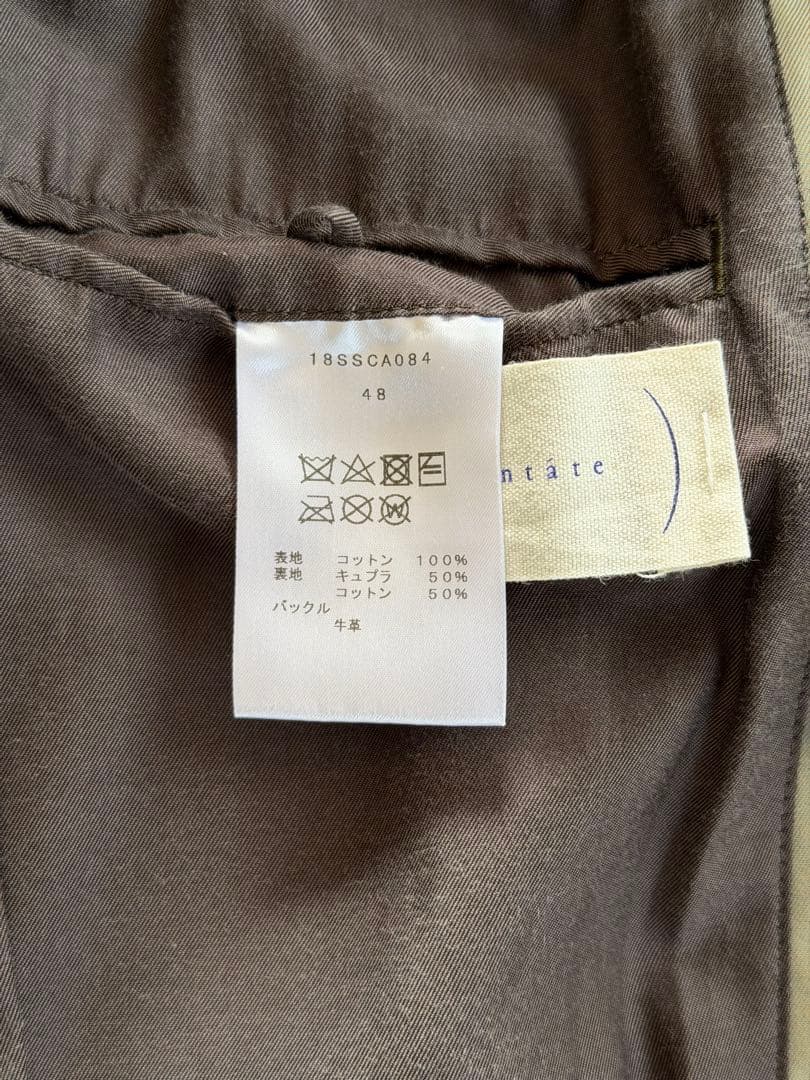 18SSCA084
48
ntáte
W
表地 コットン 100%
裏地 キュプラ 50%
コットン 50%
バックル
牛革